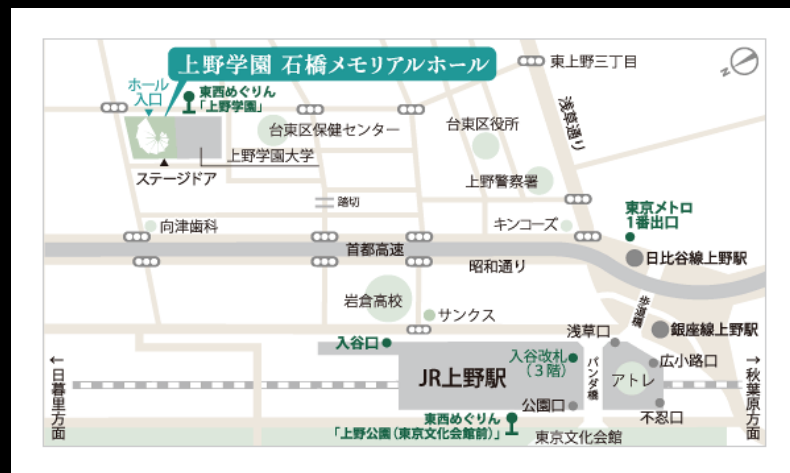 上野学園 石橋メモリアルホール
東上野三丁目
N
ホール
入口
東西めぐりん
「上野学園」
浅草通り
台東区保健センター
台東区役所
上野学園大学
ステージドア
上野警察署
踏切
向津歯科
キンコーズ
東京メトロ
1番出口
首都高速
昭和通り
日比谷線上野駅
岩倉高校
サンクス
歩道橋
入谷口
浅草口
銀座線上野駅
←日暮里方面
JR上野駅
入谷改札
(3階)
パンダ橋
アトレ
広小路口
→秋葉原方面
公園口
不忍口
東西めぐりん
「上野公園(東京文化会館前)」
東京文化会館